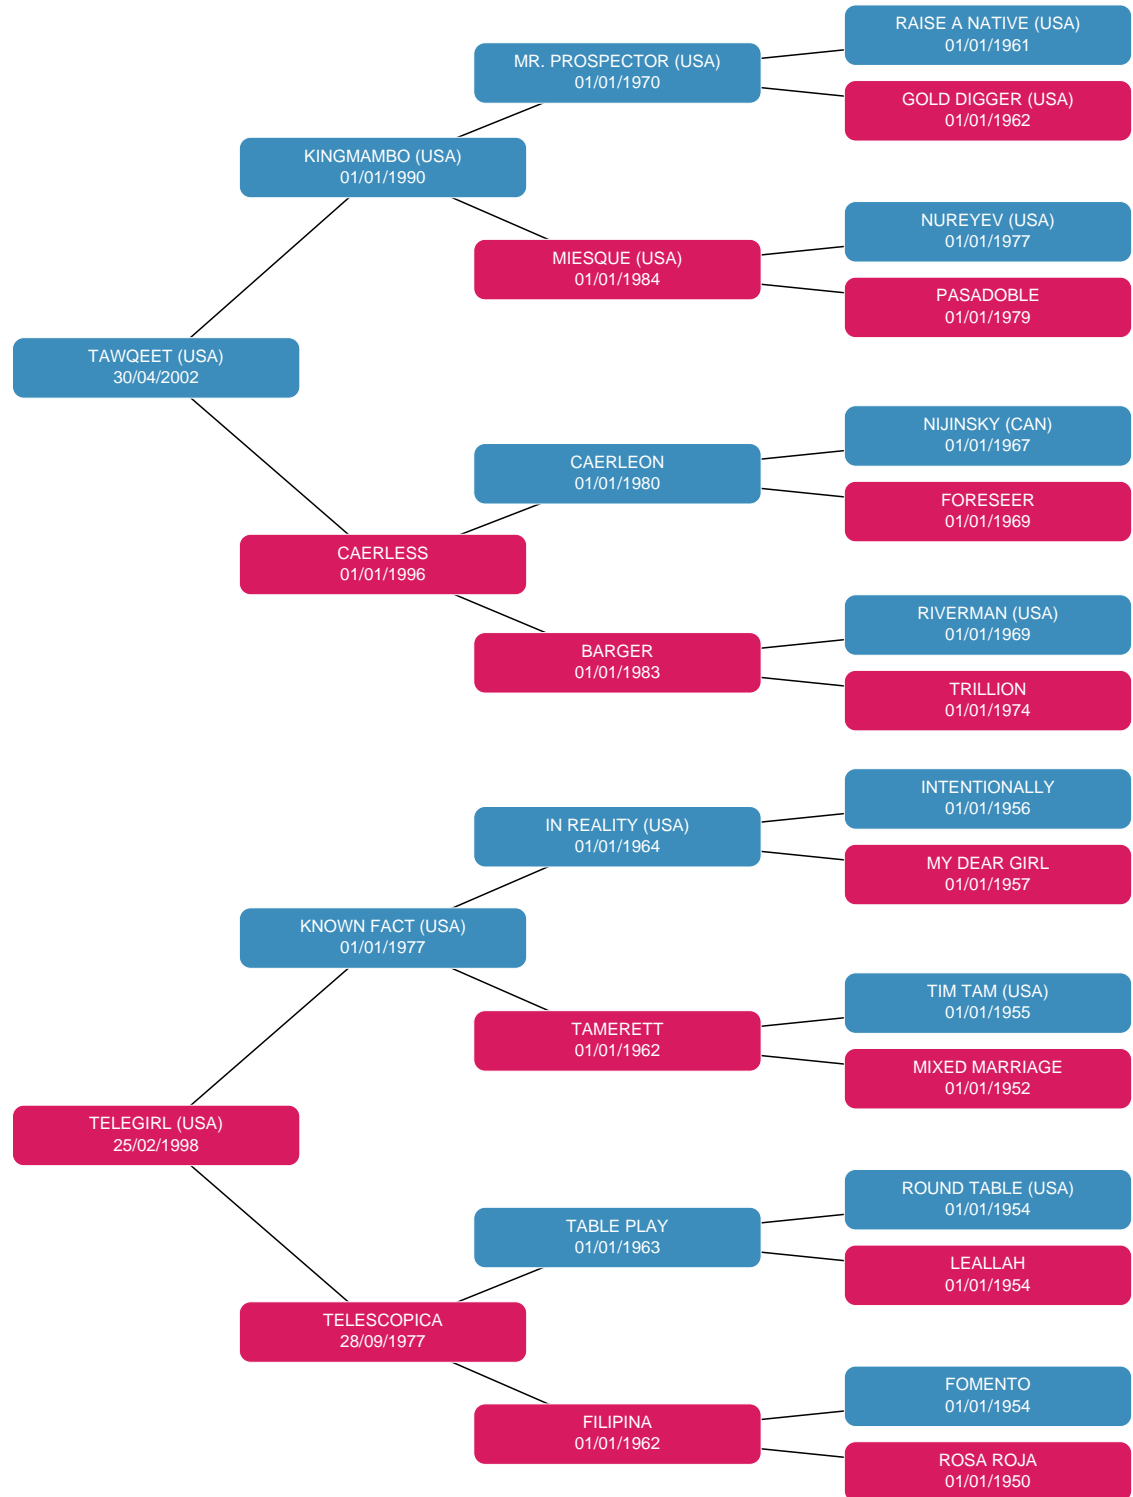 RAISE A NATIVE (USA)
01/01/1961
MR. PROSPECTOR (USA)
01/01/1970
GOLD DIGGER (USA)
01/01/1962
KINGMAMBO (USA)
01/01/1990
NUREYEV (USA)
01/01/1977
MIESQUE (USA)
01/01/1984
PASADOBLE
01/01/1979
TAWQEET (USA)
30/04/2002
NIJINSKY (CAN)
01/01/1967
CAERLEON
01/01/1980
FORESEER
01/01/1969
CAERLESS
01/01/1996
RIVERMAN (USA)
01/01/1969
BARGER
01/01/1983
TRILLION
01/01/1974
INTENTIONALLY
01/01/1956
IN REALITY (USA)
01/01/1964
MY DEAR GIRL
01/01/1957
KNOWN FACT (USA)
01/01/1977
TIM TAM (USA)
01/01/1955
TAMERETT
01/01/1962
MIXED MARRIAGE
01/01/1952
TELEGIRL (USA)
25/02/1998
ROUND TABLE (USA)
01/01/1954
TABLE PLAY
01/01/1963
LEALLAH
01/01/1954
TELESCOPICA
28/09/1977
FOMENTO
01/01/1954
FILIPINA
01/01/1962
ROSA ROJA
01/01/1950